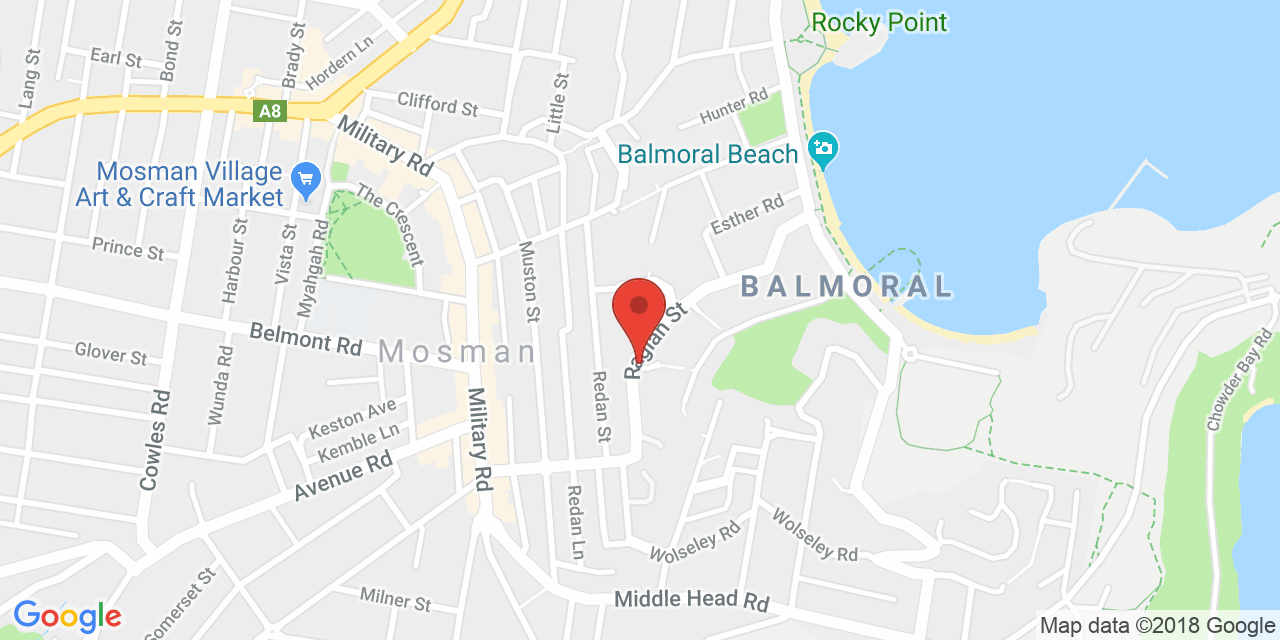 Rocky Point
Lang St
Earl St
Bond St
Brady St
Hordern Ln
A8
Clifford St
Little St
Hunter Rd
Military Rd
Balmoral Beach
Mosman Village
Art & Craft Market
The Crescent
Esther Rd
Prince St
Harbour St
Vista St
Myahgah Rd
Muston St
BALMORAL
Raglan St
Belmont Rd
Mosman
Glover St
Wunda Rd
Cowles Rd
Keston Ave
Kemble Ln
Avenue Rd
Military Rd
Redan St
Chowder Bay Rd
Redan Ln
Wolseley Rd
Wolseley Rd
Somerset St
Milner St
Middle Head Rd
Google
Map data ©2018 Google